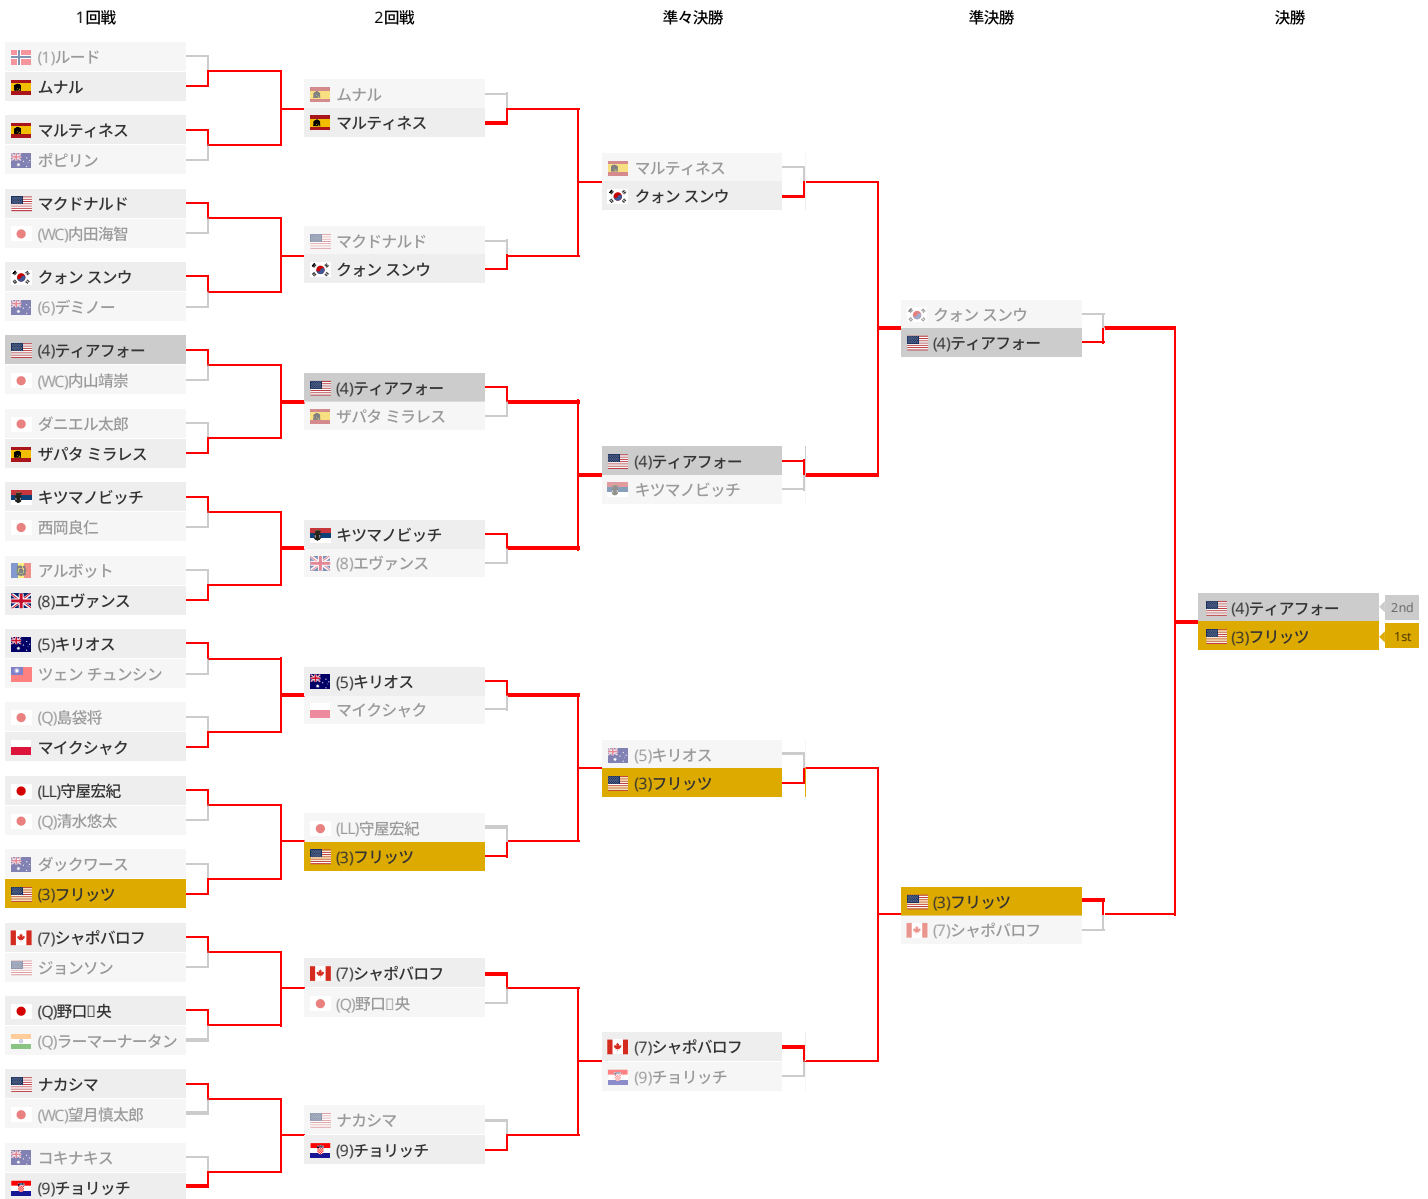 1回戦
2回戦
準々決勝
準決勝
決勝
(1)ルード
ムナル
マルティネス
ポピリン
マクドナルド
(WC)内田海智
クォン スンウ
(6)デミノー
(4)ティアフォー
(WC)内山靖崇
ダニエル太郎
ザパタ ミラレス
キツマノビッチ
西岡良仁
アルボット
(8)エヴァンス
(5)キリオス
ツェン チュンシン
(Q)島袋将
マイクシャク
(LL)守屋宏紀
(Q)清水悠太
ダックワース
(3)フリッツ
(7)シャポバロフ
ジョンソン
(Q)野口▯央
(Q)ラーマーナータン
ナカシマ
(WC)望月慎太郎
コキナキス
(9)チョリッチ
ムナル
マルティネス
マクドナルド
クォン スンウ
(4)ティアフォー
ザパタ ミラレス
キツマノビッチ
(8)エヴァンス
(5)キリオス
マイクシャク
(LL)守屋宏紀
(3)フリッツ
(7)シャポバロフ
(Q)野口▯央
ナカシマ
(9)チョリッチ
マルティネス
クォン スンウ
(4)ティアフォー
キツマノビッチ
(5)キリオス
(3)フリッツ
(7)シャポバロフ
(9)チョリッチ
クォン スンウ
(4)ティアフォー
(3)フリッツ
(7)シャポバロフ
(4)ティアフォー
2nd
(3)フリッツ
1st